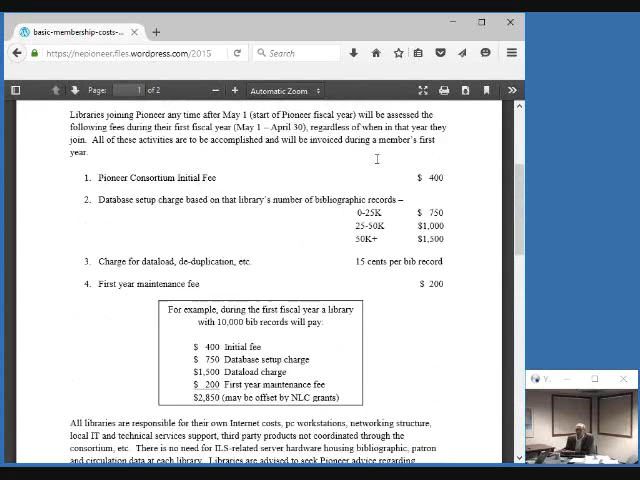 basic-membership-costs-...
https://nepioneer.files.wordpress.com/2015
Search
Page: 1 of 2
Automatic Zoom
Libraries joining Pioneer any time after May 1 (start of Pioneer fiscal year) will be assessed the
following fees during their first fiscal year (May 1 – April 30), regardless of when in that year they
join. All of these activities are to be accomplished and will be invoiced during a member's first
year.
1. Pioneer Consortium Initial Fee $ 400
2. Database setup charge based on that library's number of bibliographic records –
0-25K $ 750
25-50K $1,000
50K+ $1,500
3. Charge for dataload, de-duplication, etc. 15 cents per bib record
4. First year maintenance fee $ 200
For example, during the first fiscal year a library
with 10,000 bib records will pay:
$ 400 Initial fee
$ 750 Database setup charge
$1,500 Dataload charge
$ 200 First year maintenance fee
$2,850 (may be offset by NLC grants)
All libraries are responsible for their own Internet costs, pc workstations, networking structure,
local IT and technical services support, third party products not coordinated through the
consortium, etc. There is no need for ILS-related server hardware housing bibliographic, patron
and circulation data at each library. Libraries are advised to seek Pioneer advice regarding